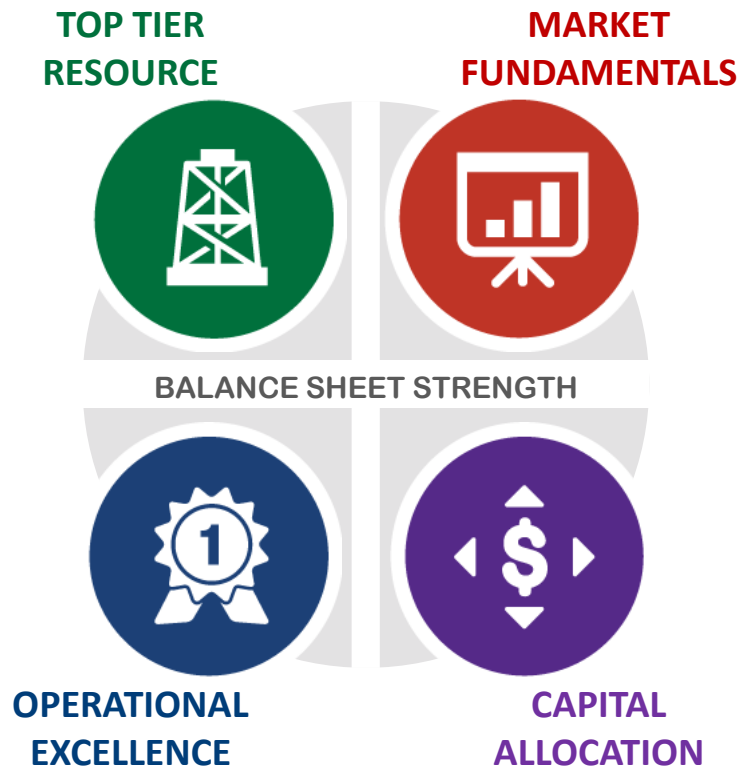 TOP TIER
RESOURCE
MARKET
FUNDAMENTALS
BALANCE SHEET STRENGTH
1
$
OPERATIONAL
EXCELLENCE
CAPITAL
ALLOCATION